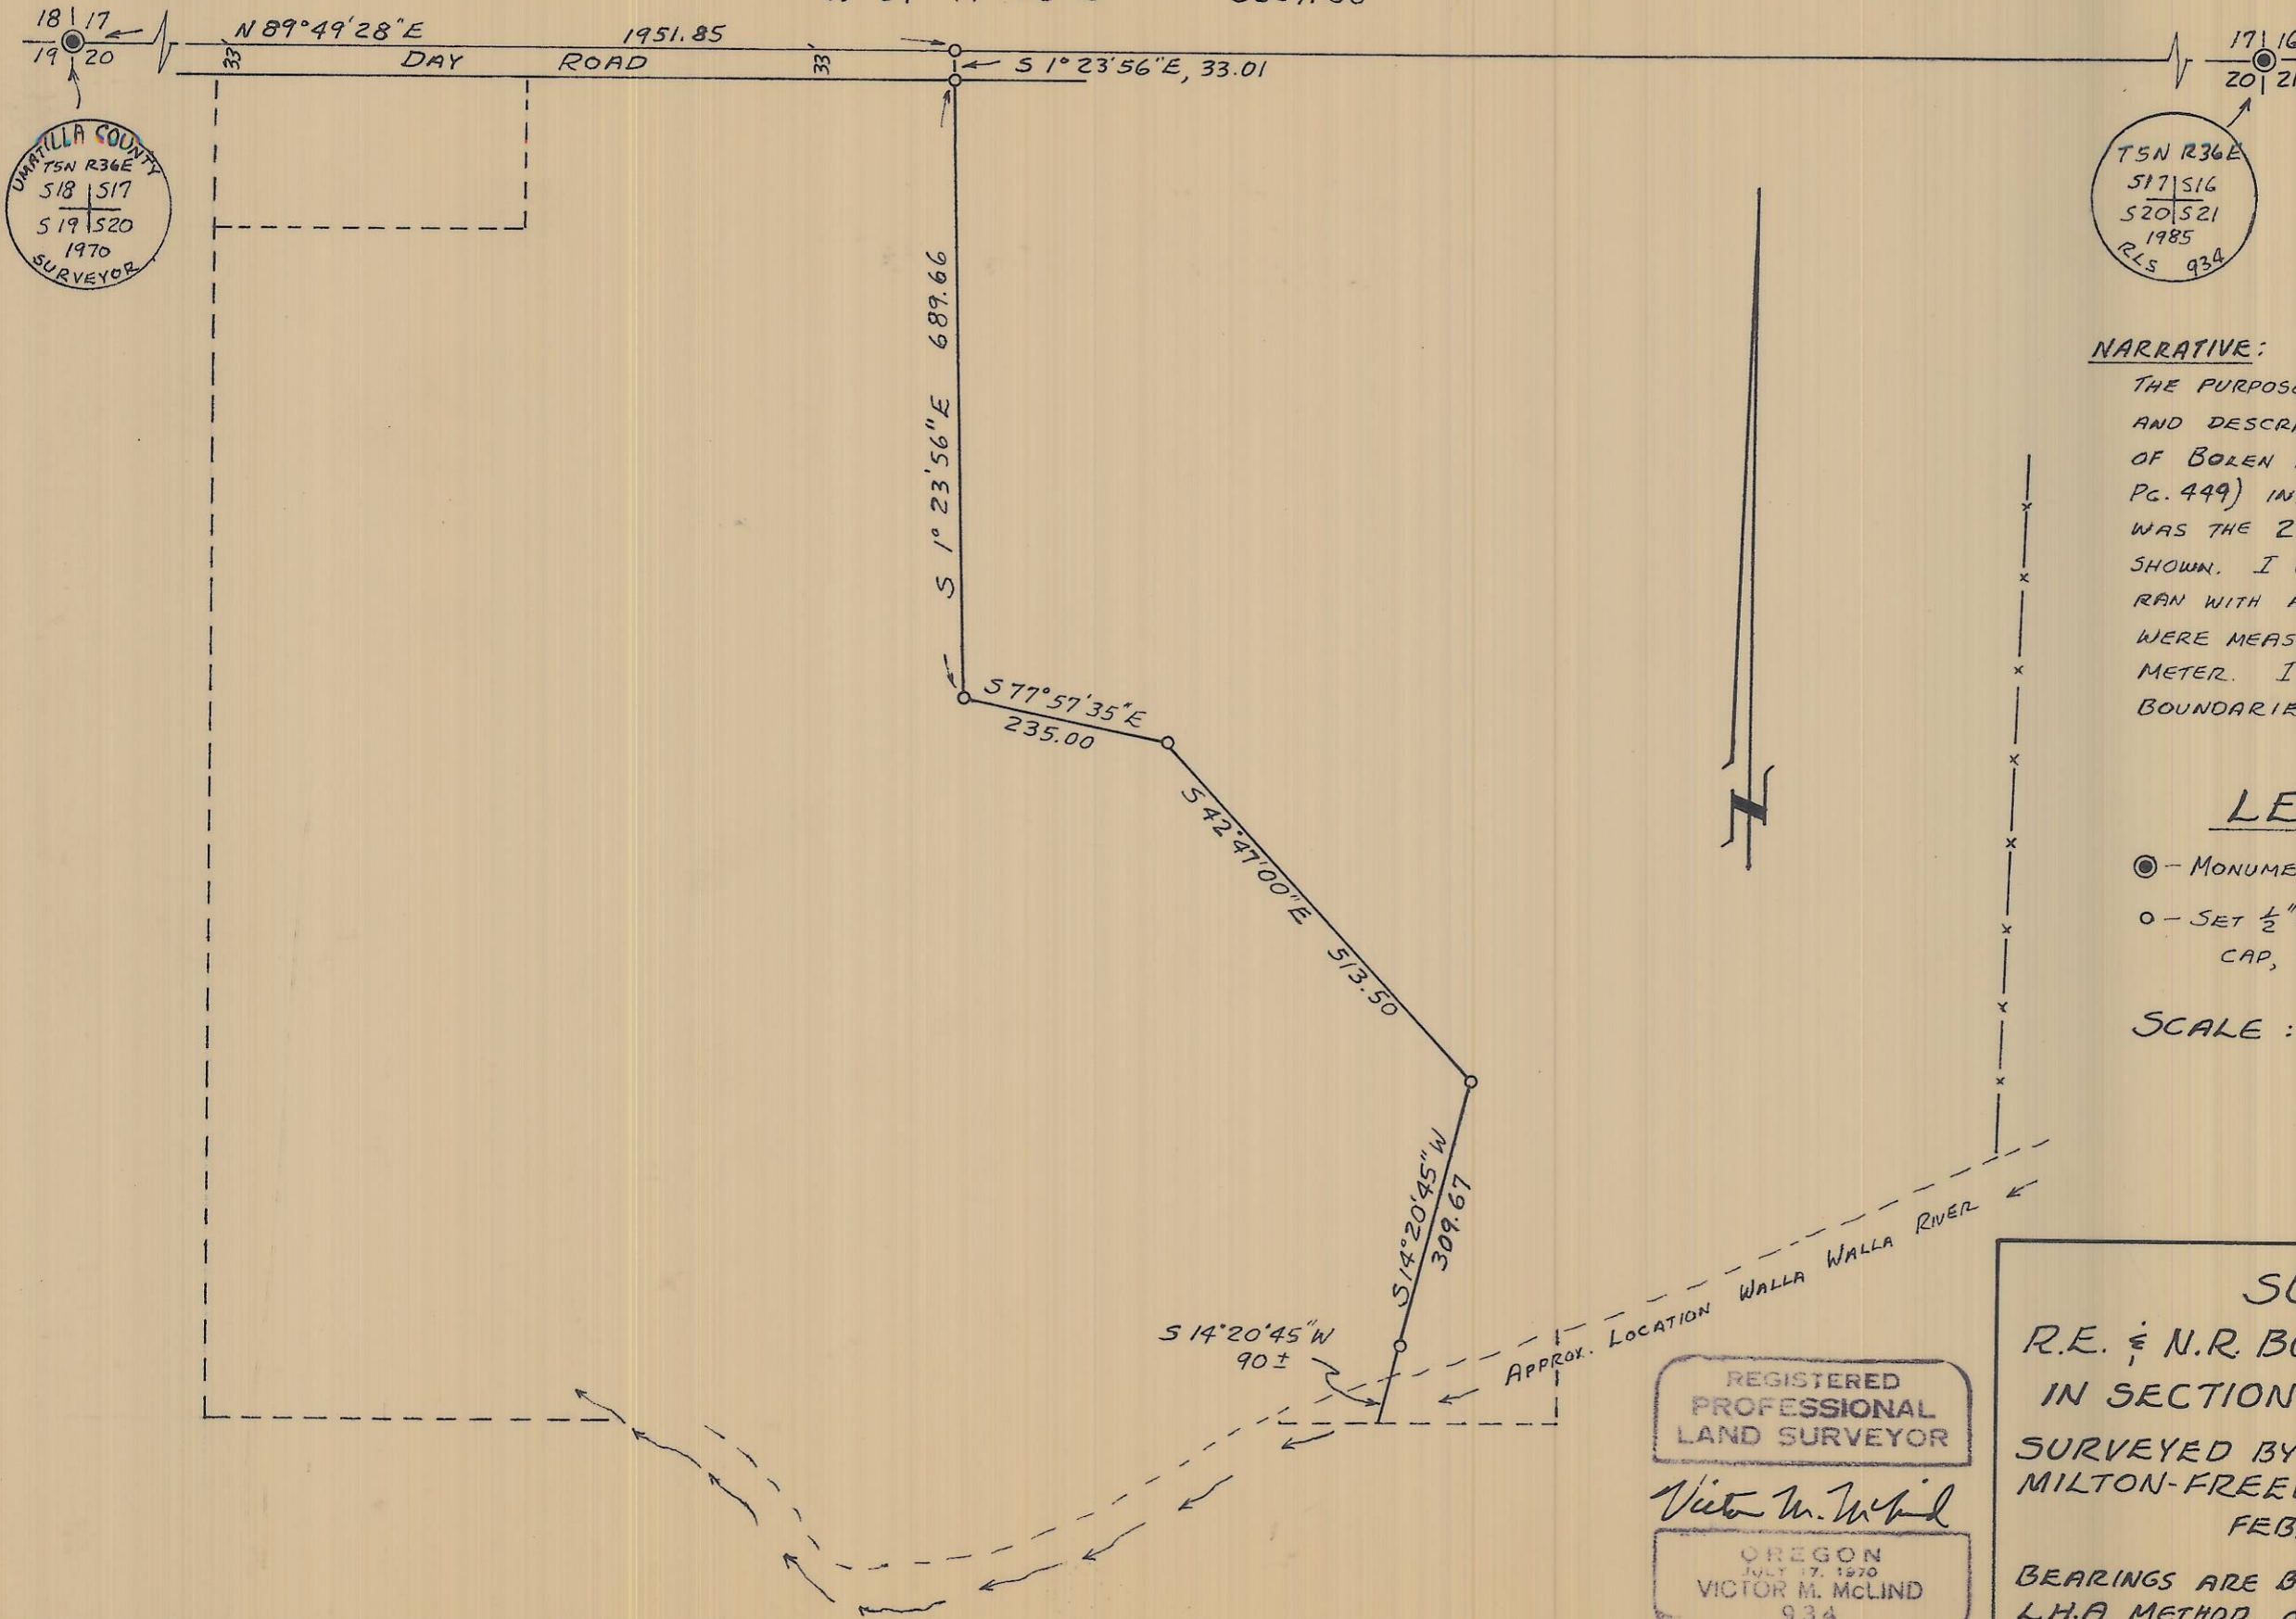 18 17
19 20
N 89°49'28"E 1951.85
33 DAY ROAD 33
S 1°23'56"E, 33.01
17 16
20 21
UMATILLA COUNTY
T5N R36E
S18 S17
S19 S20
1970
SURVEYOR
T5N R36E
S17 S16
S20 S21
1985
RLS 934
S 1°23'56"E 689.66
S 77°57'35"E
235.00
S 42°47'00"E 513.50
S 14°20'45"W
309.67
S 14°20'45"W
90±
APPROX. LOCATION WALLA WALLA RIVER
N
NARRATIVE:
THE PURPOS
AND DESCR
OF BOREN
PG. 449) IN
WAS THE 2
SHOWN. I
RAN WITH
WERE MEAS
METER. I
BOUNDARIE
LE
– MONUME
– SET ½"
CAP,
SCALE :
REGISTERED
PROFESSIONAL
LAND SURVEYOR
Victor M. McLind
OREGON
JULY 17, 1970
VICTOR M. McLIND
934
SU
R.E. & N.R. BO
IN SECTION
SURVEYED BY
MILTON-FREE
FEB
BEARINGS ARE B
L.H.A METHOD